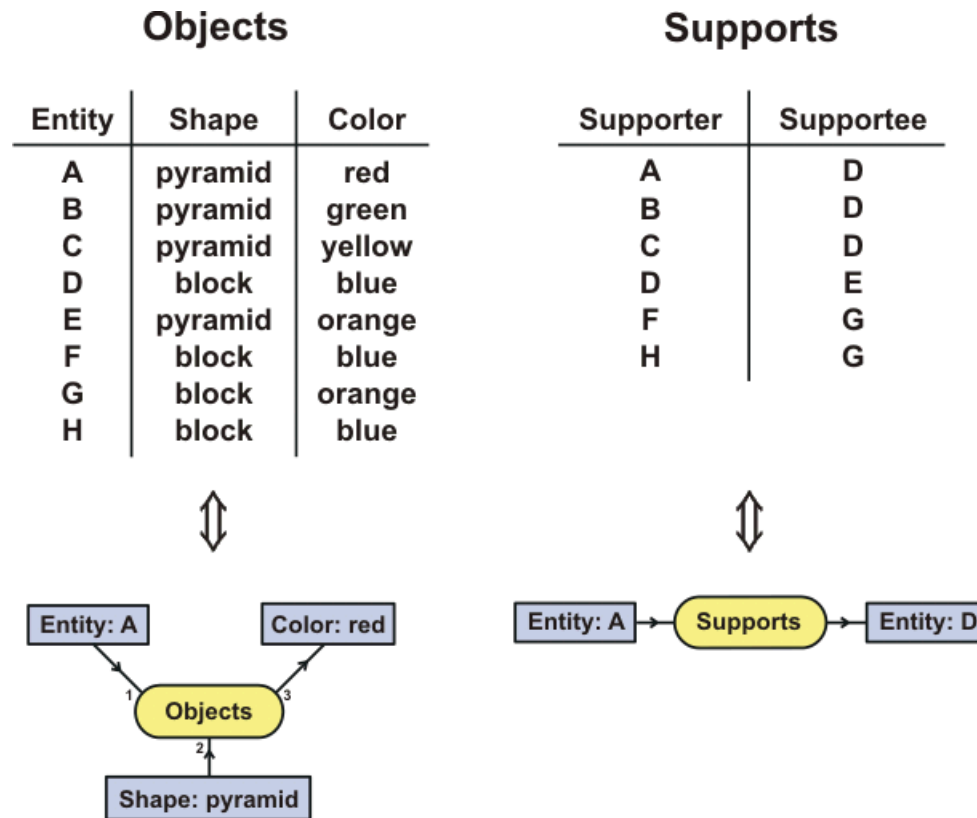 Objects
Entity Shape Color
A pyramid red
B pyramid green
C pyramid yellow
D block blue
E pyramid orange
F block blue
G block orange
H block blue
Supports
Supporter Supportee
A D
B D
C D
D E
F G
H G
Entity: A
Color: red
1
3
Objects
2
Shape: pyramid
Entity: A
Supports
Entity: D